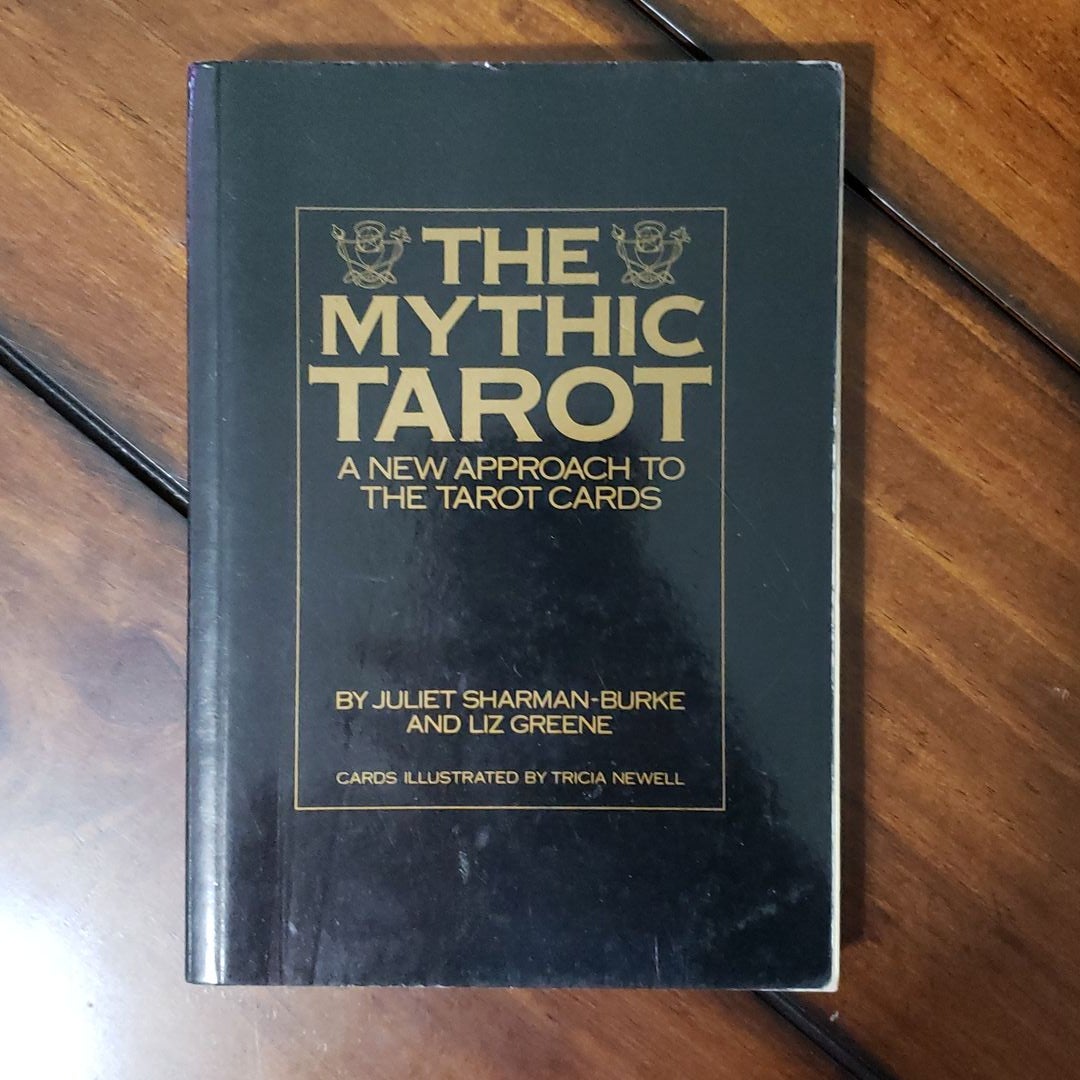 THE
MYTHIC
TAROT
A NEW APPROACH TO
THE TAROT CARDS
BY JULIET SHARMAN-BURKE
AND LIZ GREENE
CARDS ILLUSTRATED BY TRICIA NEWELL